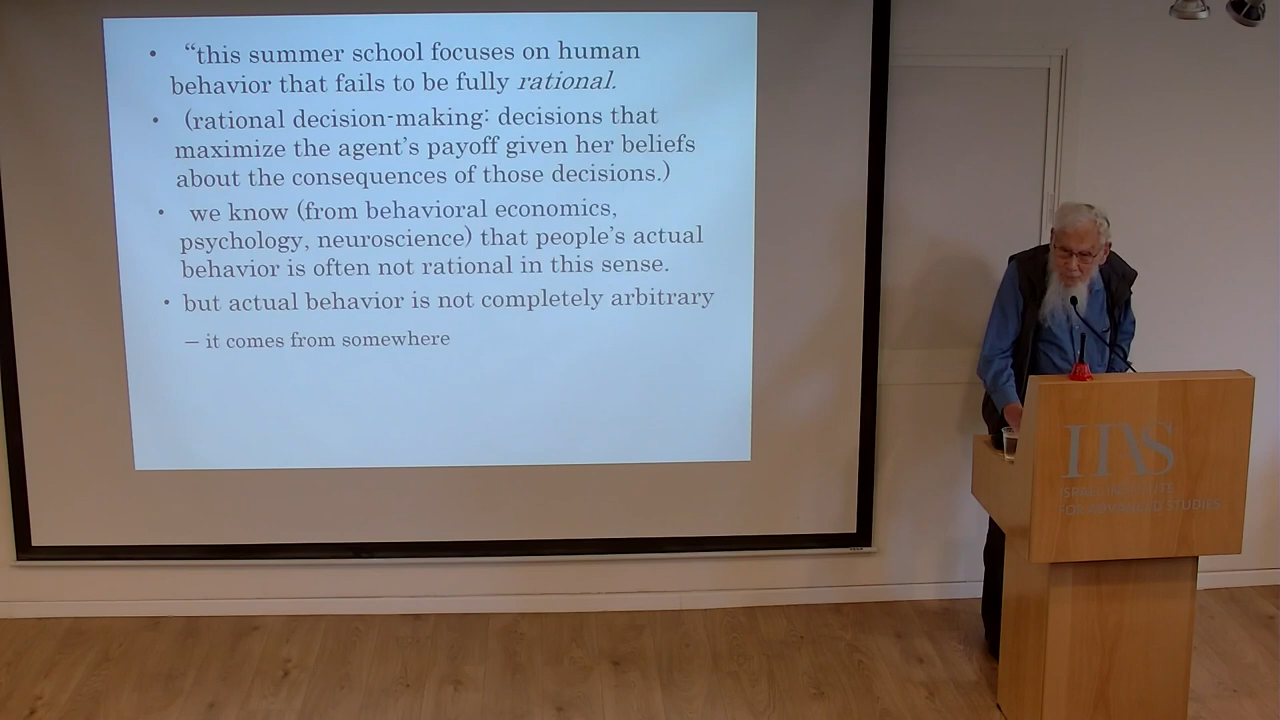 • “this summer school focuses on human
behavior that fails to be fully rational.
• (rational decision-making: decisions that
maximize the agent’s payoff given her beliefs
about the consequences of those decisions.)
• we know (from behavioral economics,
psychology, neuroscience) that people’s actual
behavior is often not rational in this sense.
• but actual behavior is not completely arbitrary
– it comes from somewhere
IIAS
ISRAEL INSTITUTE
FOR ADVANCED STUDIES